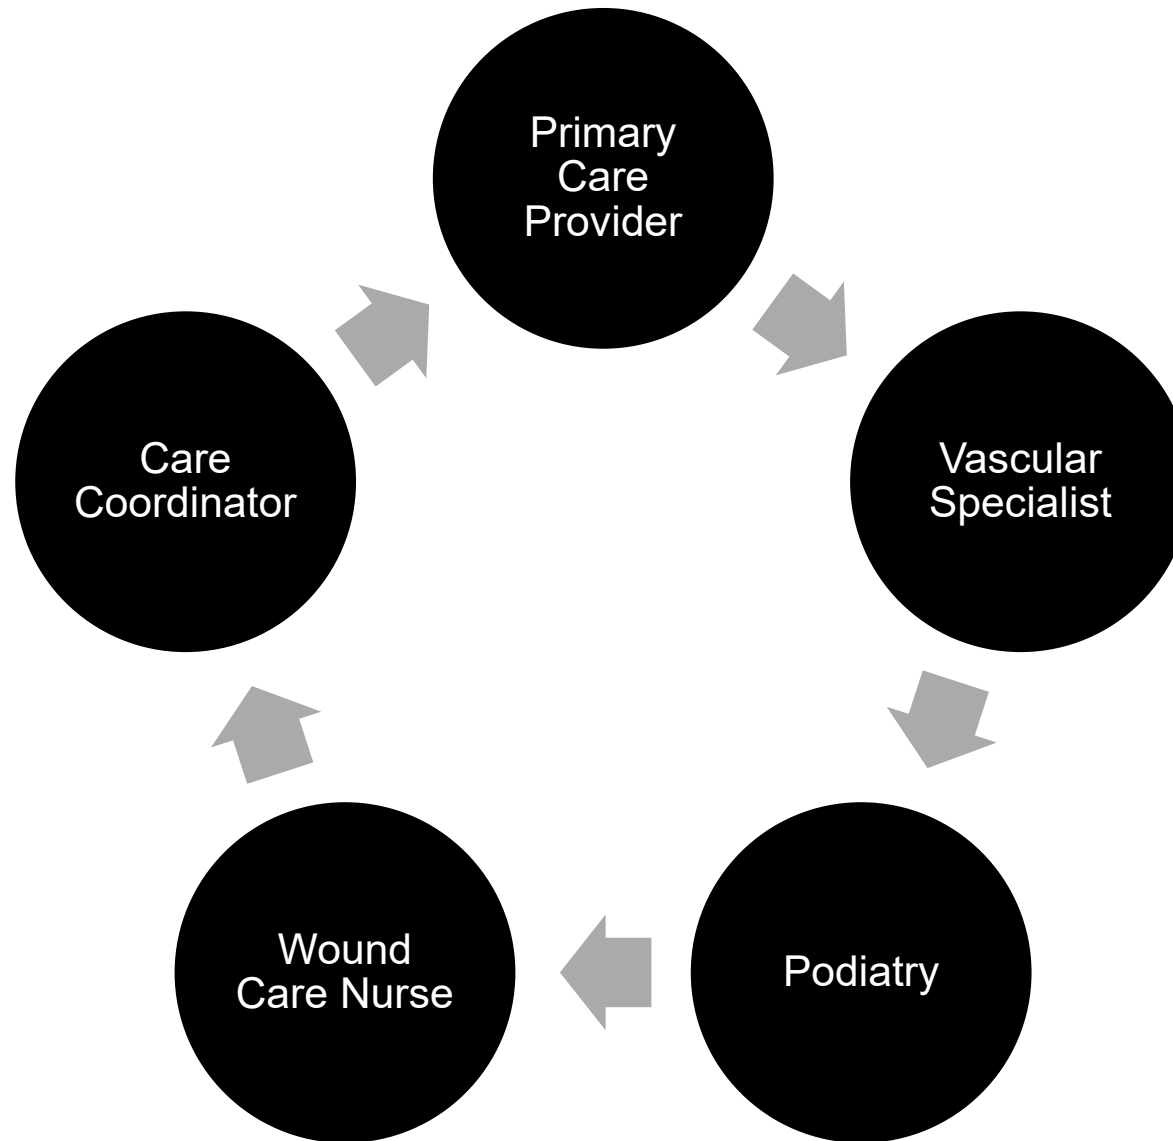 Primary
Care
Provider
Vascular
Specialist
Podiatry
Wound
Care Nurse
Care
Coordinator